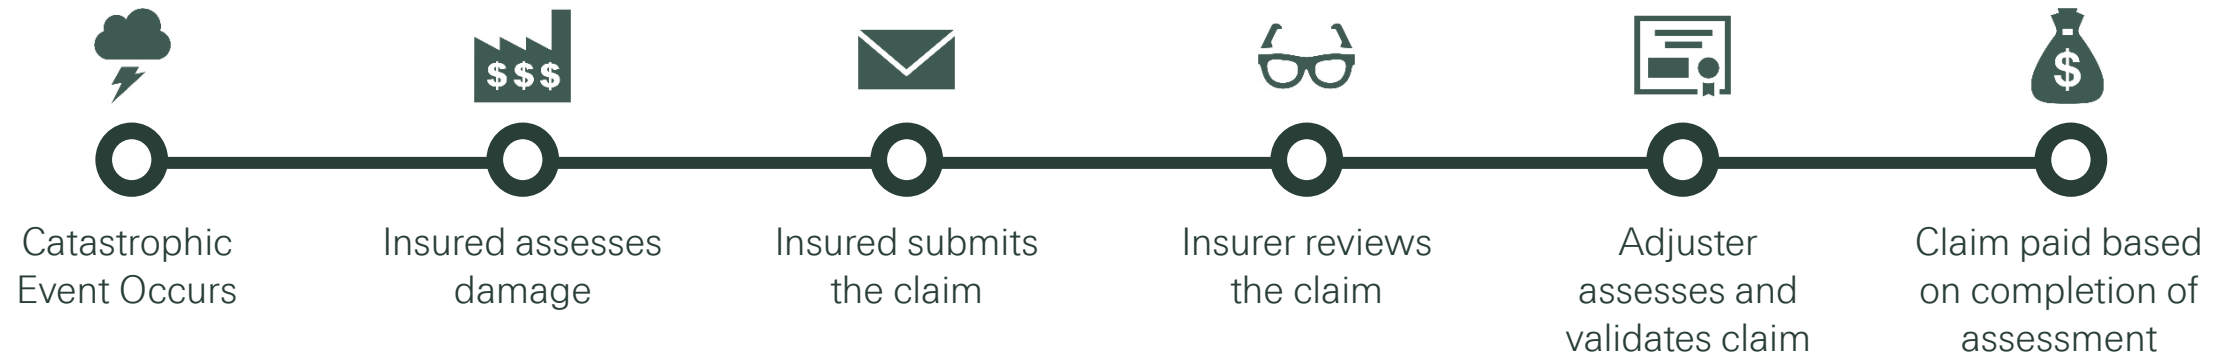 $$$
$
Catastrophic
Event Occurs
Insured assesses
damage
Insured submits
the claim
Insurer reviews
the claim
Adjuster
assesses and
validates claim
Claim paid based
on completion of
assessment